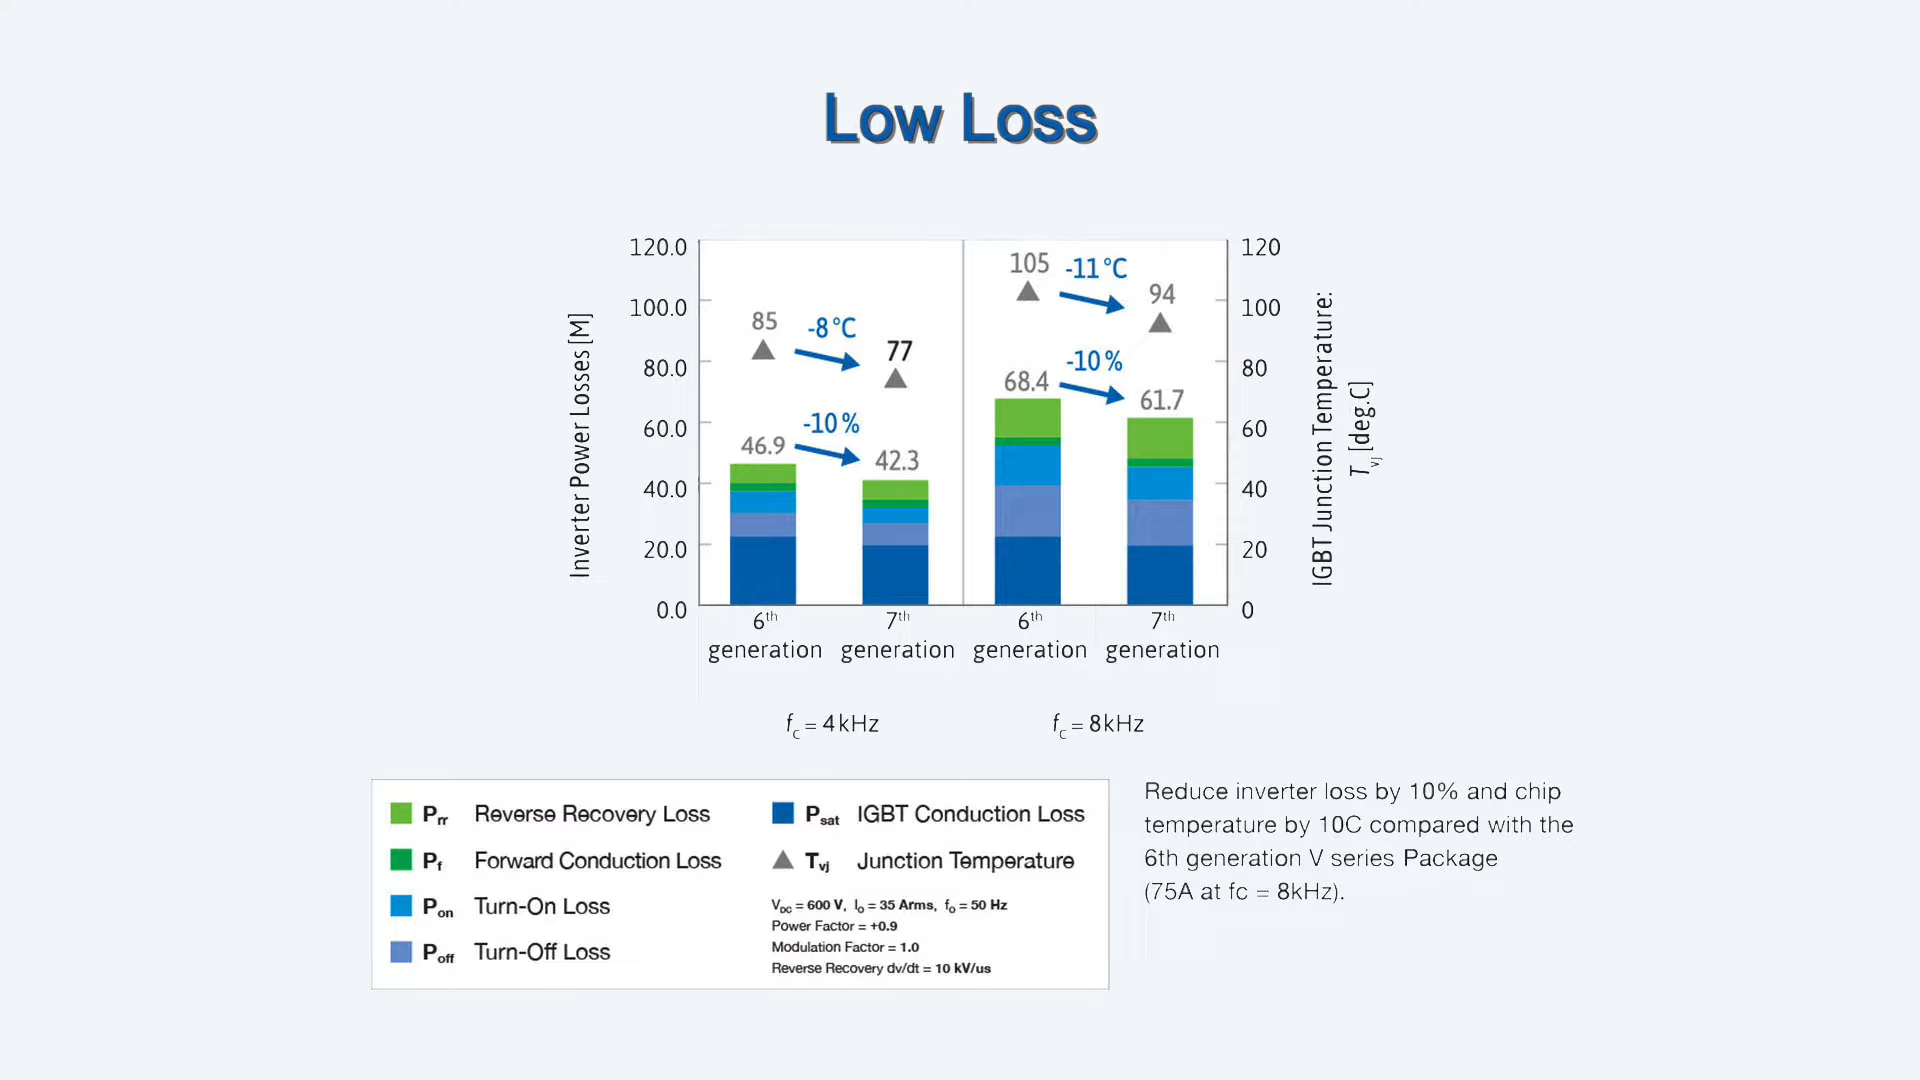 Low Loss
120.0
100.0
80.0
60.0
40.0
20.0
0.0
Inverter Power Losses [M]
85
-8 °C
77
46.9
-10 %
42.3
105
-11 °C
94
68.4
-10 %
61.7
120
100
80
60
40
20
0
IGBT Junction Temperature:
Tvj [deg.C]
6th generation
7th generation
6th generation
7th generation
fc = 4 kHz
fc = 8 kHz
Prr Reverse Recovery Loss
Pf Forward Conduction Loss
Pon Turn-On Loss
Poff Turn-Off Loss
Psat IGBT Conduction Loss
Tvj Junction Temperature
VDC = 600 V, Io = 35 Arms, fo = 50 Hz
Power Factor = +0.9
Modulation Factor = 1.0
Reverse Recovery dv/dt = 10 kV/us
Reduce inverter loss by 10% and chip
temperature by 10C compared with the
6th generation V series Package
(75A at fc = 8kHz).